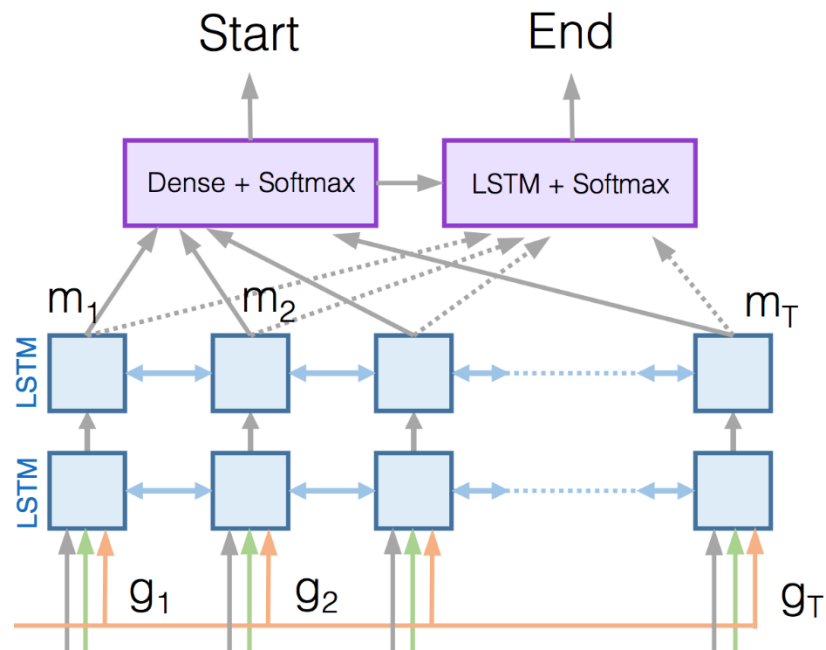 Start End
Dense + Softmax LSTM + Softmax
m1 m2 mT
LSTM
LSTM
g1 g2 gT